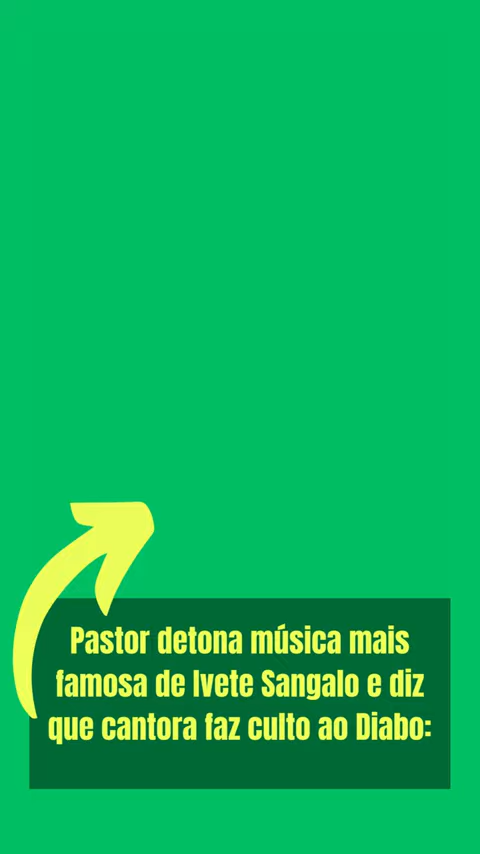 Pastor detona música mais
famosa de Ivete Sangalo e diz
que cantora faz culto ao Diabo: